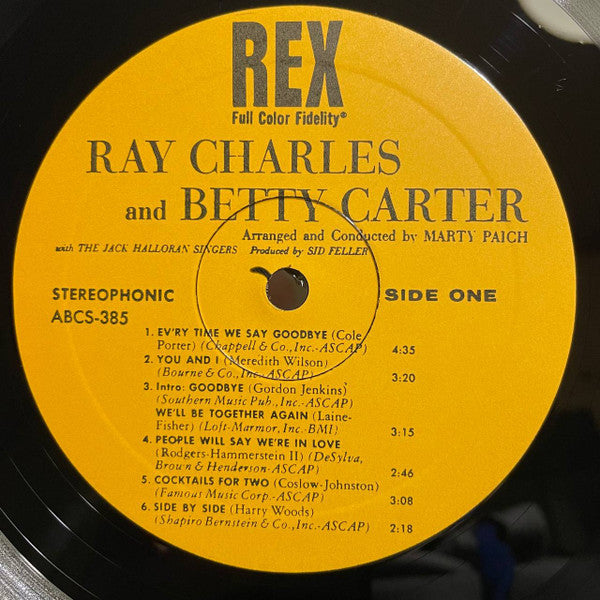 REX
Full Color Fidelity®
RAY CHARLES
and BETTY CARTER
Arranged and Conducted by MARTY PAICH
with THE JACK HALLORAN SINGERS Produced by SID FELLER
STEREOPHONIC SIDE ONE
ABCS-385
1. EV'RY TIME WE SAY GOODBYE (Cole
Porter) (Chappell & Co., Inc.-ASCAP) 4:35
2. YOU AND I (Meredith Wilson)
(Bourne & Co., Inc.-ASCAP) 3:20
3. Intro: GOODBYE (Gordon Jenkins)
(Southern Music Pub., Inc.-ASCAP)
WE'LL BE TOGETHER AGAIN (Laine-
Fisher) (Loft-Marmor, Inc.-BMI) 3:15
4. PEOPLE WILL SAY WE'RE IN LOVE
(Rodgers-Hammerstein II) (DeSylva,
Brown & Henderson-ASCAP) 2:46
5. COCKTAILS FOR TWO (Coslow-Johnston)
(Famous Music Corp.-ASCAP) 3:08
6. SIDE BY SIDE (Harry Woods)
(Shapiro Bernstein & Co., Inc.-ASCAP) 2:18